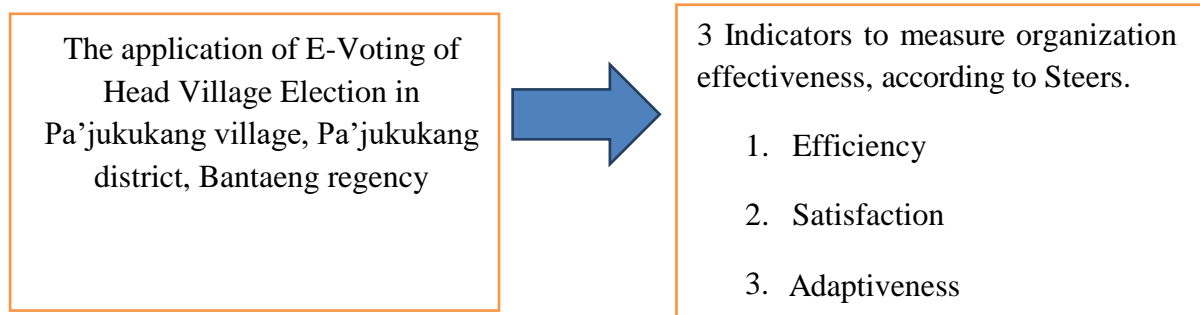 The application of E-Voting of
Head Village Election in
Pa’jukukang village, Pa’jukukang
district, Bantaeng regency
3 Indicators to measure organization
effectiveness, according to Steers.
1. Efficiency
2. Satisfaction
3. Adaptiveness